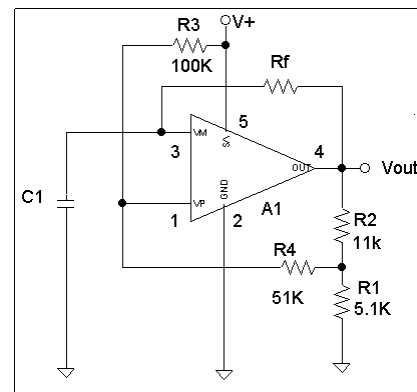 R3
V+
100K
Rf
5
VM
VS
3
4
OUT
Vout
C1
GND
VP
A1
1
2
R2
11k
R4
51K
R1
5.1K